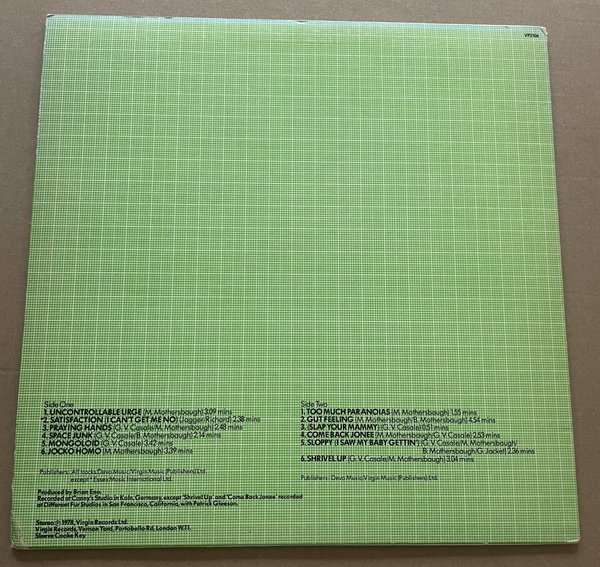 VP2106
Side One
1. UNCONTROLLABLE URGE (M. Mothersbaugh) 3.09 mins
*2. SATISFACTION (I CAN'T GET ME NO) (Jagger/Richard) 2.38 mins
3. PRAYING HANDS (G. V. Casale/M. Mothersbaugh) 2.48 mins
4. SPACE JUNK (G. V. Casale/B. Mothersbaugh) 2.14 mins
5. MONGOLOID (G. V. Casale) 3.42 mins
6. JOCKO HOMO (M. Mothersbaugh) 3.39 mins
Publishers: All tracks Devo Music/Virgin Music (Publishers) Ltd.
except * Essex Music International Ltd.
Produced by Brian Eno.
Recorded at Conny's Studio in Koln, Germany, except 'Shrivel Up' and 'Come Back Jonee' recorded
at Different Fur Studios in San Francisco, California, with Patrick Gleeson.
Stereo Ⓟ 1978, Virgin Records Ltd.
Virgin Records, Vernon Yard, Portobello Rd. London W.11.
Sleeve: Cooke Key
Side Two
1. TOO MUCH PARANOIAS (M. Mothersbaugh) 1.55 mins
2. GUT FEELING (M. Mothersbaugh/B. Mothersbaugh) 4.54 mins
3. (SLAP YOUR MAMMY) (G. V. Casale) 0.51 mins
4. COME BACK JONEE (M. Mothersbaugh/G. V. Casale) 2.53 mins
5. SLOPPY (I SAW MY BABY GETTIN') (G. V. Casale/M. Mothersbaugh/
B. Mothersbaugh/G. Jacket) 2.36 mins
6. SHRIVEL UP (G. V. Casale/M. Mothersbaugh) 3.04 mins
Publishers: Devo Music/Virgin Music (Publishers) Ltd.